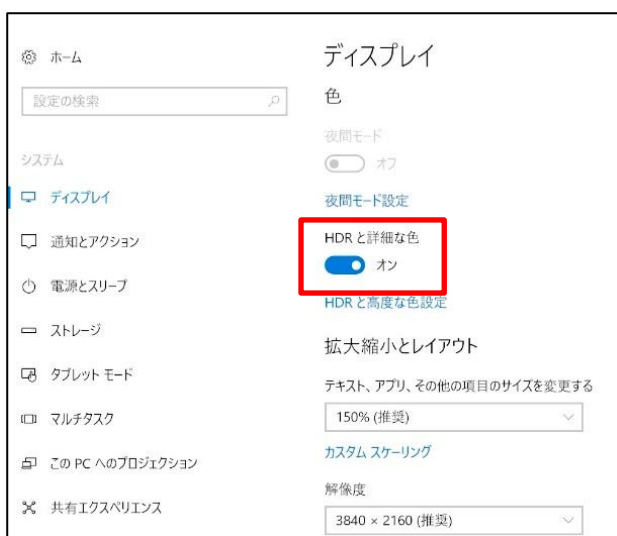 ホーム
設定の検索
システム
ディスプレイ
通知とアクション
電源とスリープ
ストレージ
タブレット モード
マルチタスク
この PC へのプロジェクション
共有エクスペリエンス
ディスプレイ
色
夜間モード
オフ
夜間モード設定
HDR と詳細な色
オン
HDR と高度な色設定
拡大縮小とレイアウト
テキスト、アプリ、その他の項目のサイズを変更する
150% (推奨)
カスタム スケーリング
解像度
3840 × 2160 (推奨)